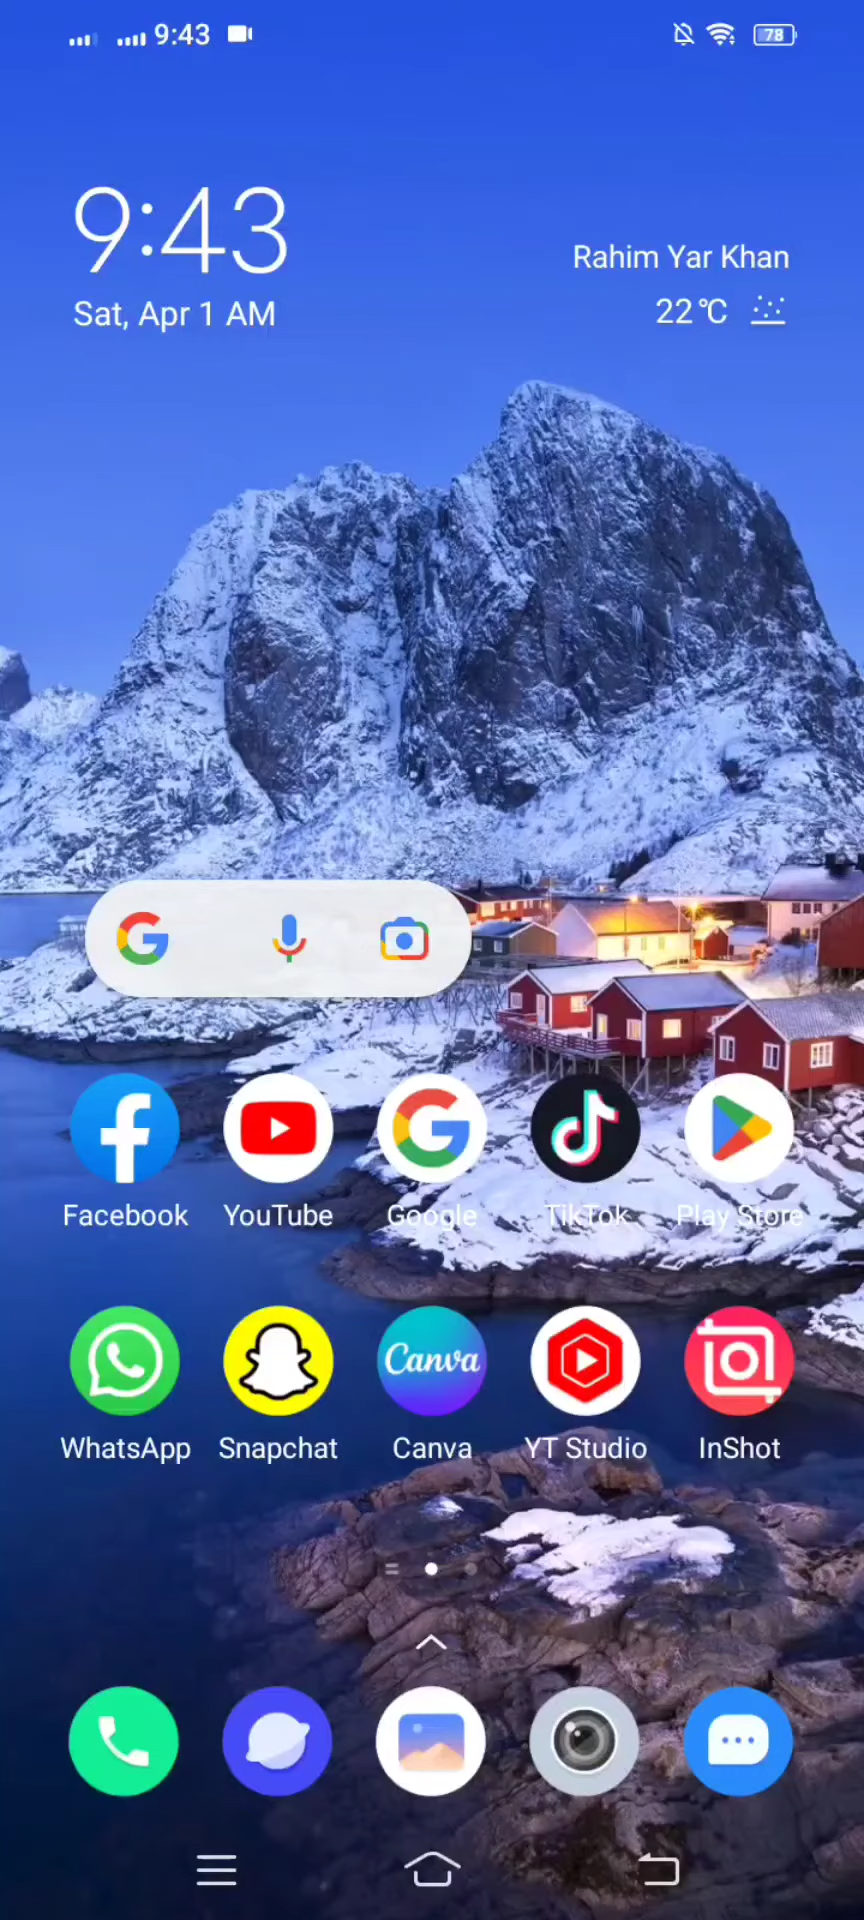 9:43
78
9:43
Sat, Apr 1 AM
Rahim Yar Khan
22°C
Facebook
YouTube
Google
TikTok
Play Store
Canva
WhatsApp
Snapchat
Canva
YT Studio
InShot